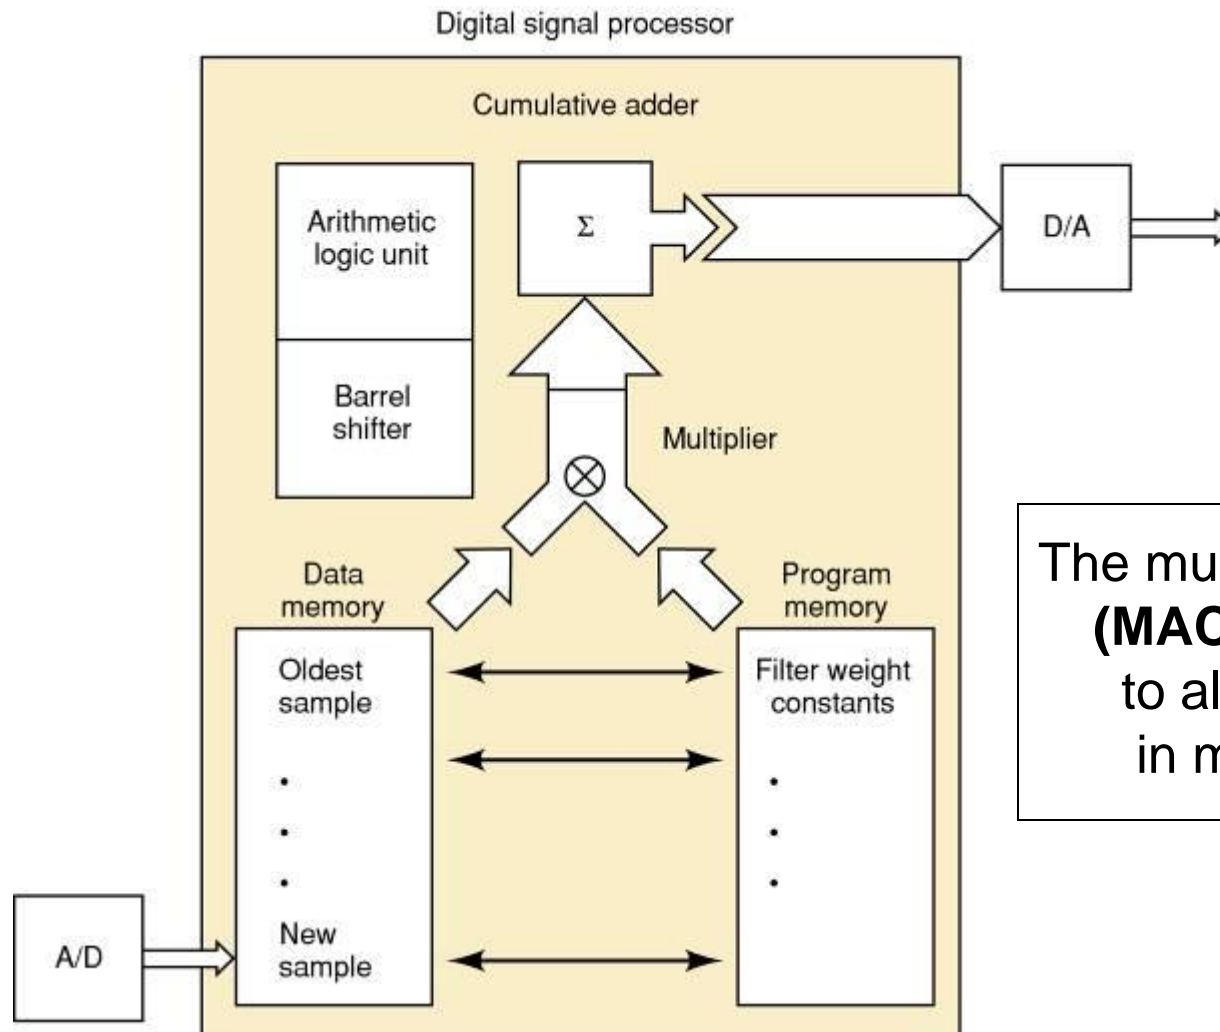 Digital signal processor
Cumulative adder
Arithmetic
logic unit
Σ
D/A
Barrel
shifter
Multiplier
Data
memory
Program
memory
Oldest
sample
Filter weight
constants
New
sample
A/D
The mu
(MAC
to al
in m